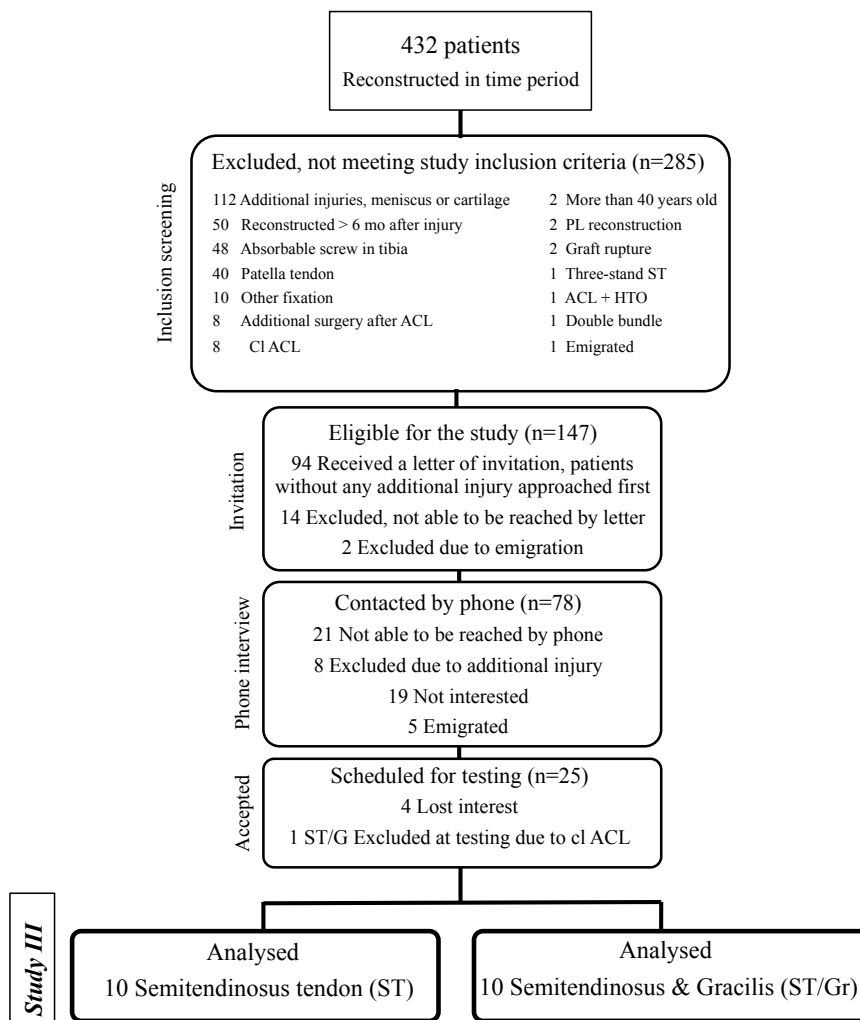 432 patients
Reconstructed in time period
Inclusion screening
Excluded, not meeting study inclusion criteria (n=285)
112 Additional injuries, meniscus or cartilage
50 Reconstructed > 6 mo after injury
48 Absorbable screw in tibia
40 Patella tendon
10 Other fixation
8 Additional surgery after ACL
8 Cl ACL
2 More than 40 years old
2 PL reconstruction
2 Graft rupture
1 Three-stand ST
1 ACL + HTO
1 Double bundle
1 Emigrated
Invitation
Eligible for the study (n=147)
94 Received a letter of invitation, patients
without any additional injury approached first
14 Excluded, not able to be reached by letter
2 Excluded due to emigration
Phone interview
Contacted by phone (n=78)
21 Not able to be reached by phone
8 Excluded due to additional injury
19 Not interested
5 Emigrated
Accepted
Scheduled for testing (n=25)
4 Lost interest
1 ST/G Excluded at testing due to cl ACL
Study III
Analysed
10 Semitendinosus tendon (ST)
Analysed
10 Semitendinosus & Gracilis (ST/Gr)